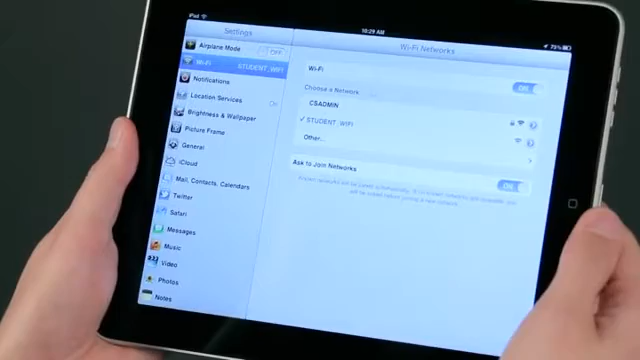 iPad
10:29 AM
75%
Settings
Wi-Fi Networks
Airplane Mode
OFF
Wi-Fi
STUDENT_WIFI
Notifications
Location Services
On
Brightness & Wallpaper
Picture Frame
General
iCloud
Mail, Contacts, Calendars
Twitter
Safari
Messages
Music
Video
Photos
Notes
Wi-Fi
ON
Choose a Network...
CSADMIN
STUDENT_WIFI
Other...
Ask to Join Networks
ON